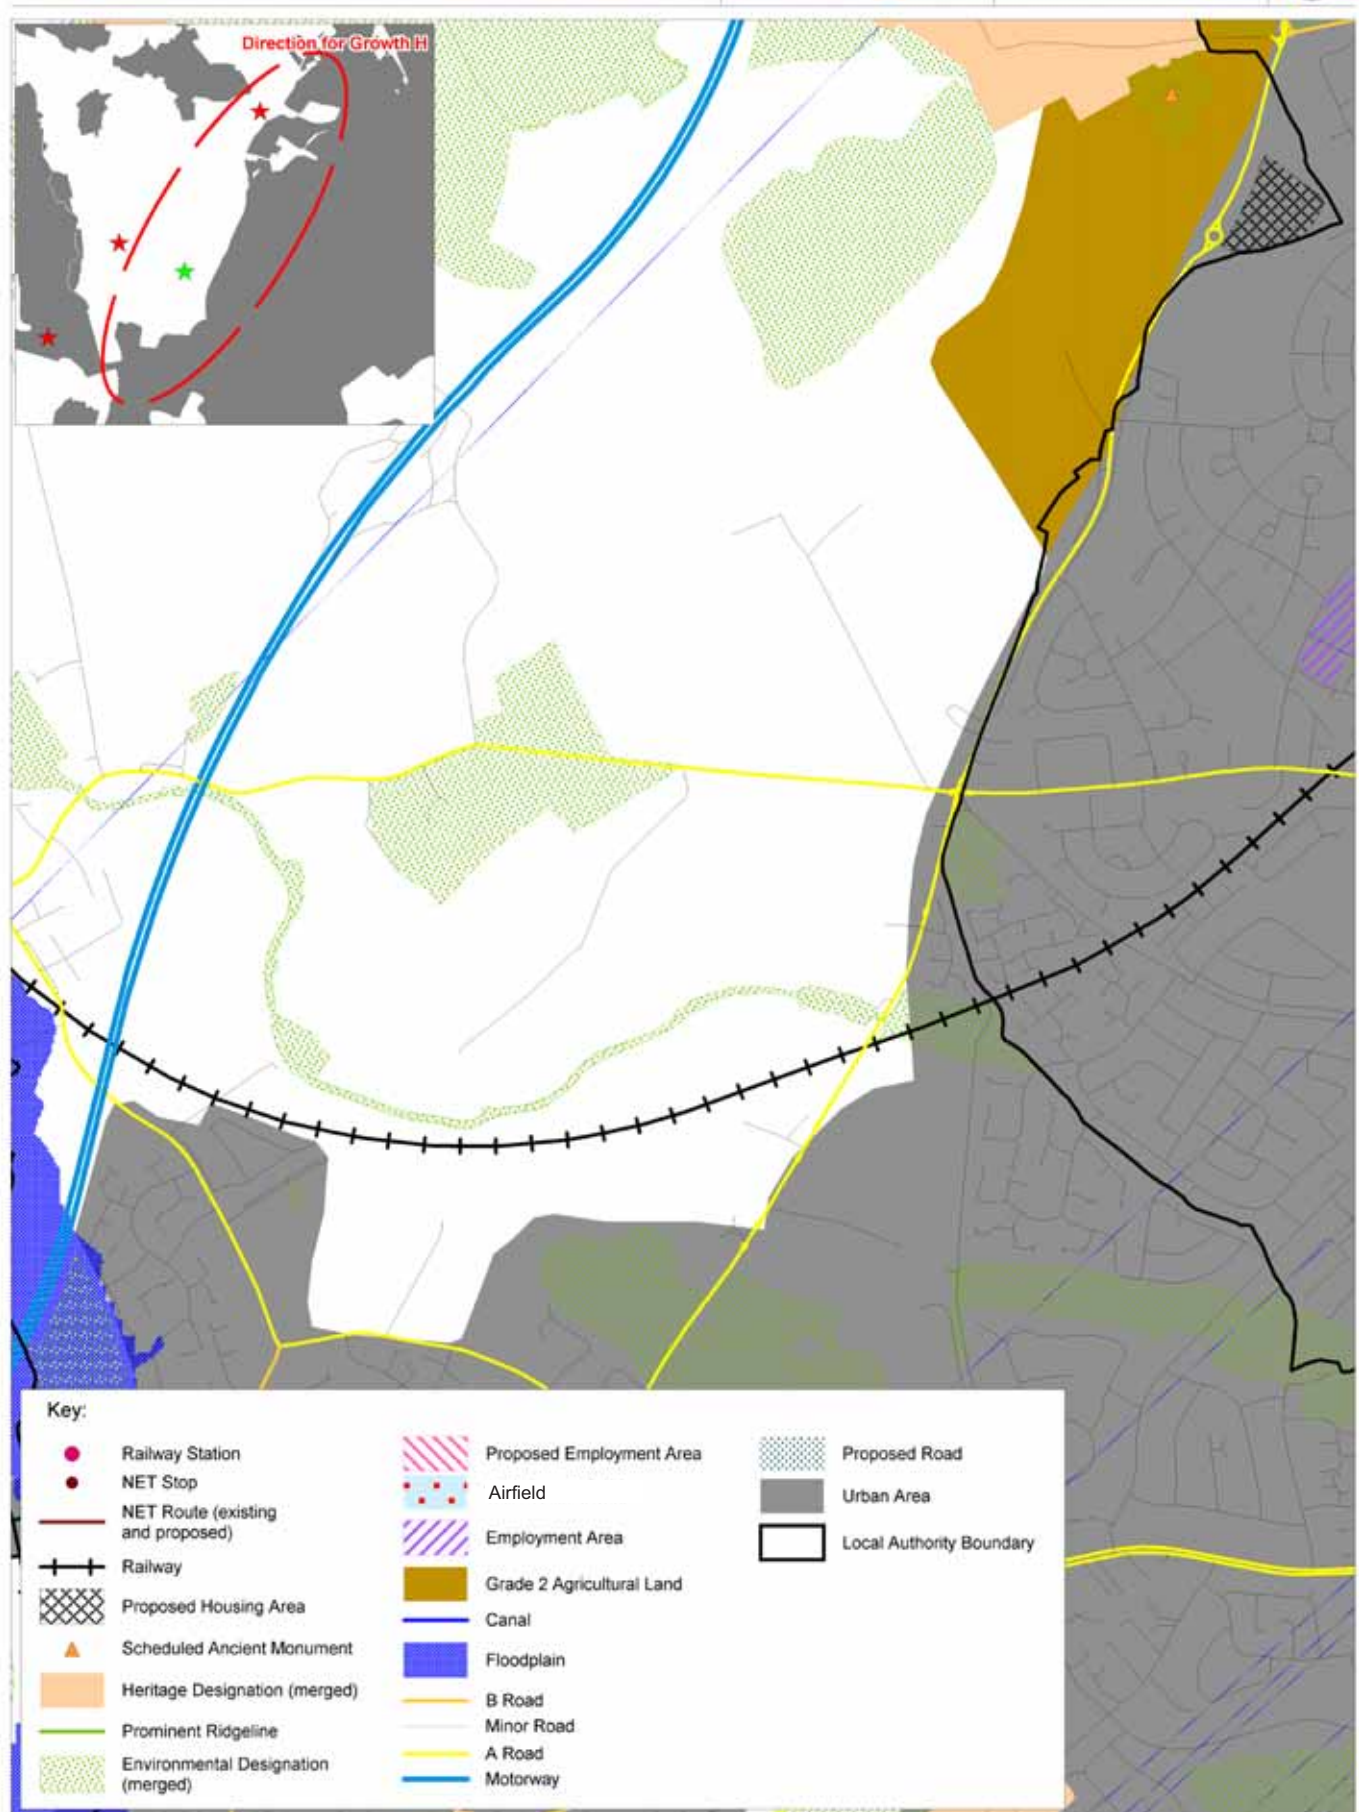 Direction for Growth H
Key:
Railway Station
NET Stop
NET Route (existing
and proposed)
Railway
Proposed Housing Area
Scheduled Ancient Monument
Heritage Designation (merged)
Prominent Ridgeline
Environmental Designation
(merged)
Proposed Employment Area
Airfield
Employment Area
Grade 2 Agricultural Land
Canal
Floodplain
B Road
Minor Road
A Road
Motorway
Proposed Road
Urban Area
Local Authority Boundary